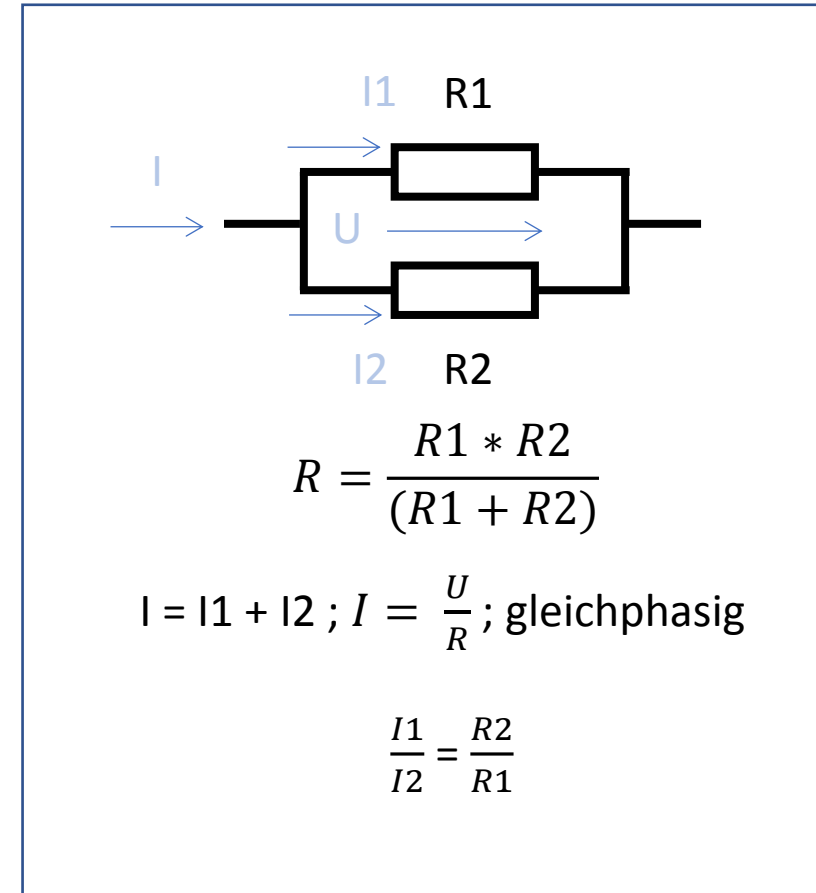 I1 R1
I
U
I2 R2
R = R1 * R2 / (R1 + R2)
I = I1 + I2 ; I = U/R ; gleichphasig
I1/I2 = R2/R1